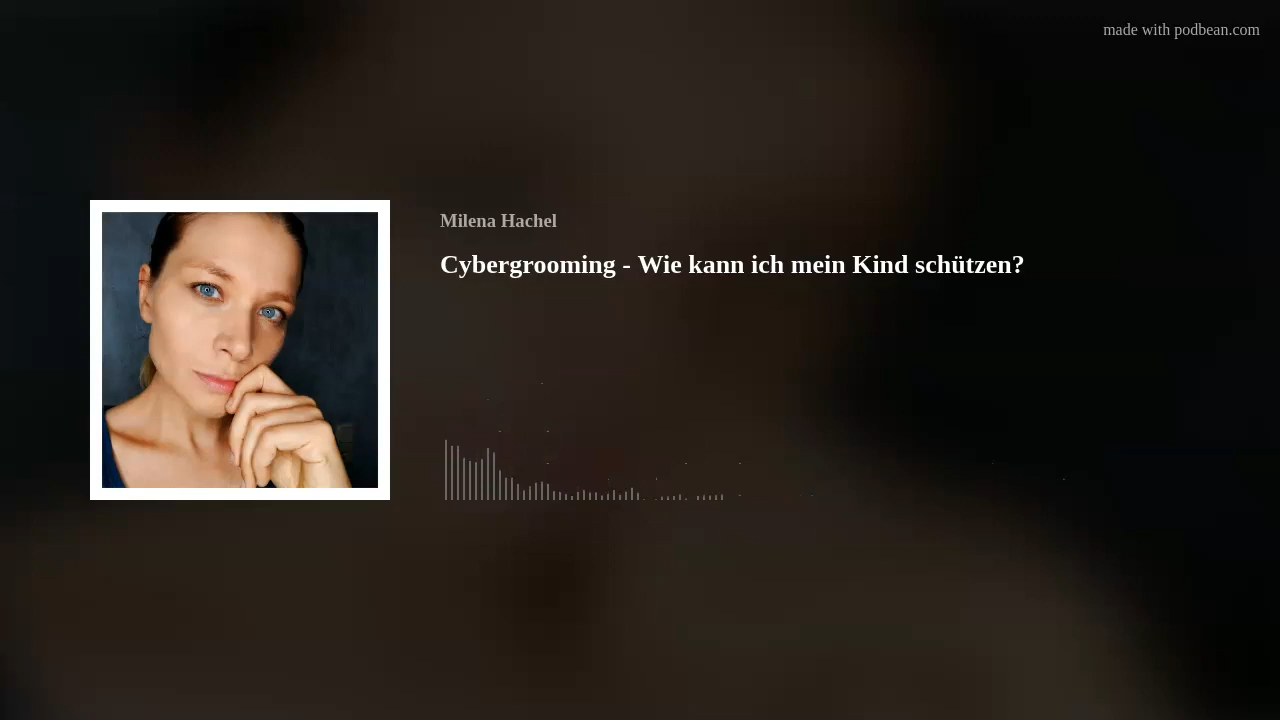 made with podbean.com
Milena Hachel
Cybergrooming - Wie kann ich mein Kind schützen?